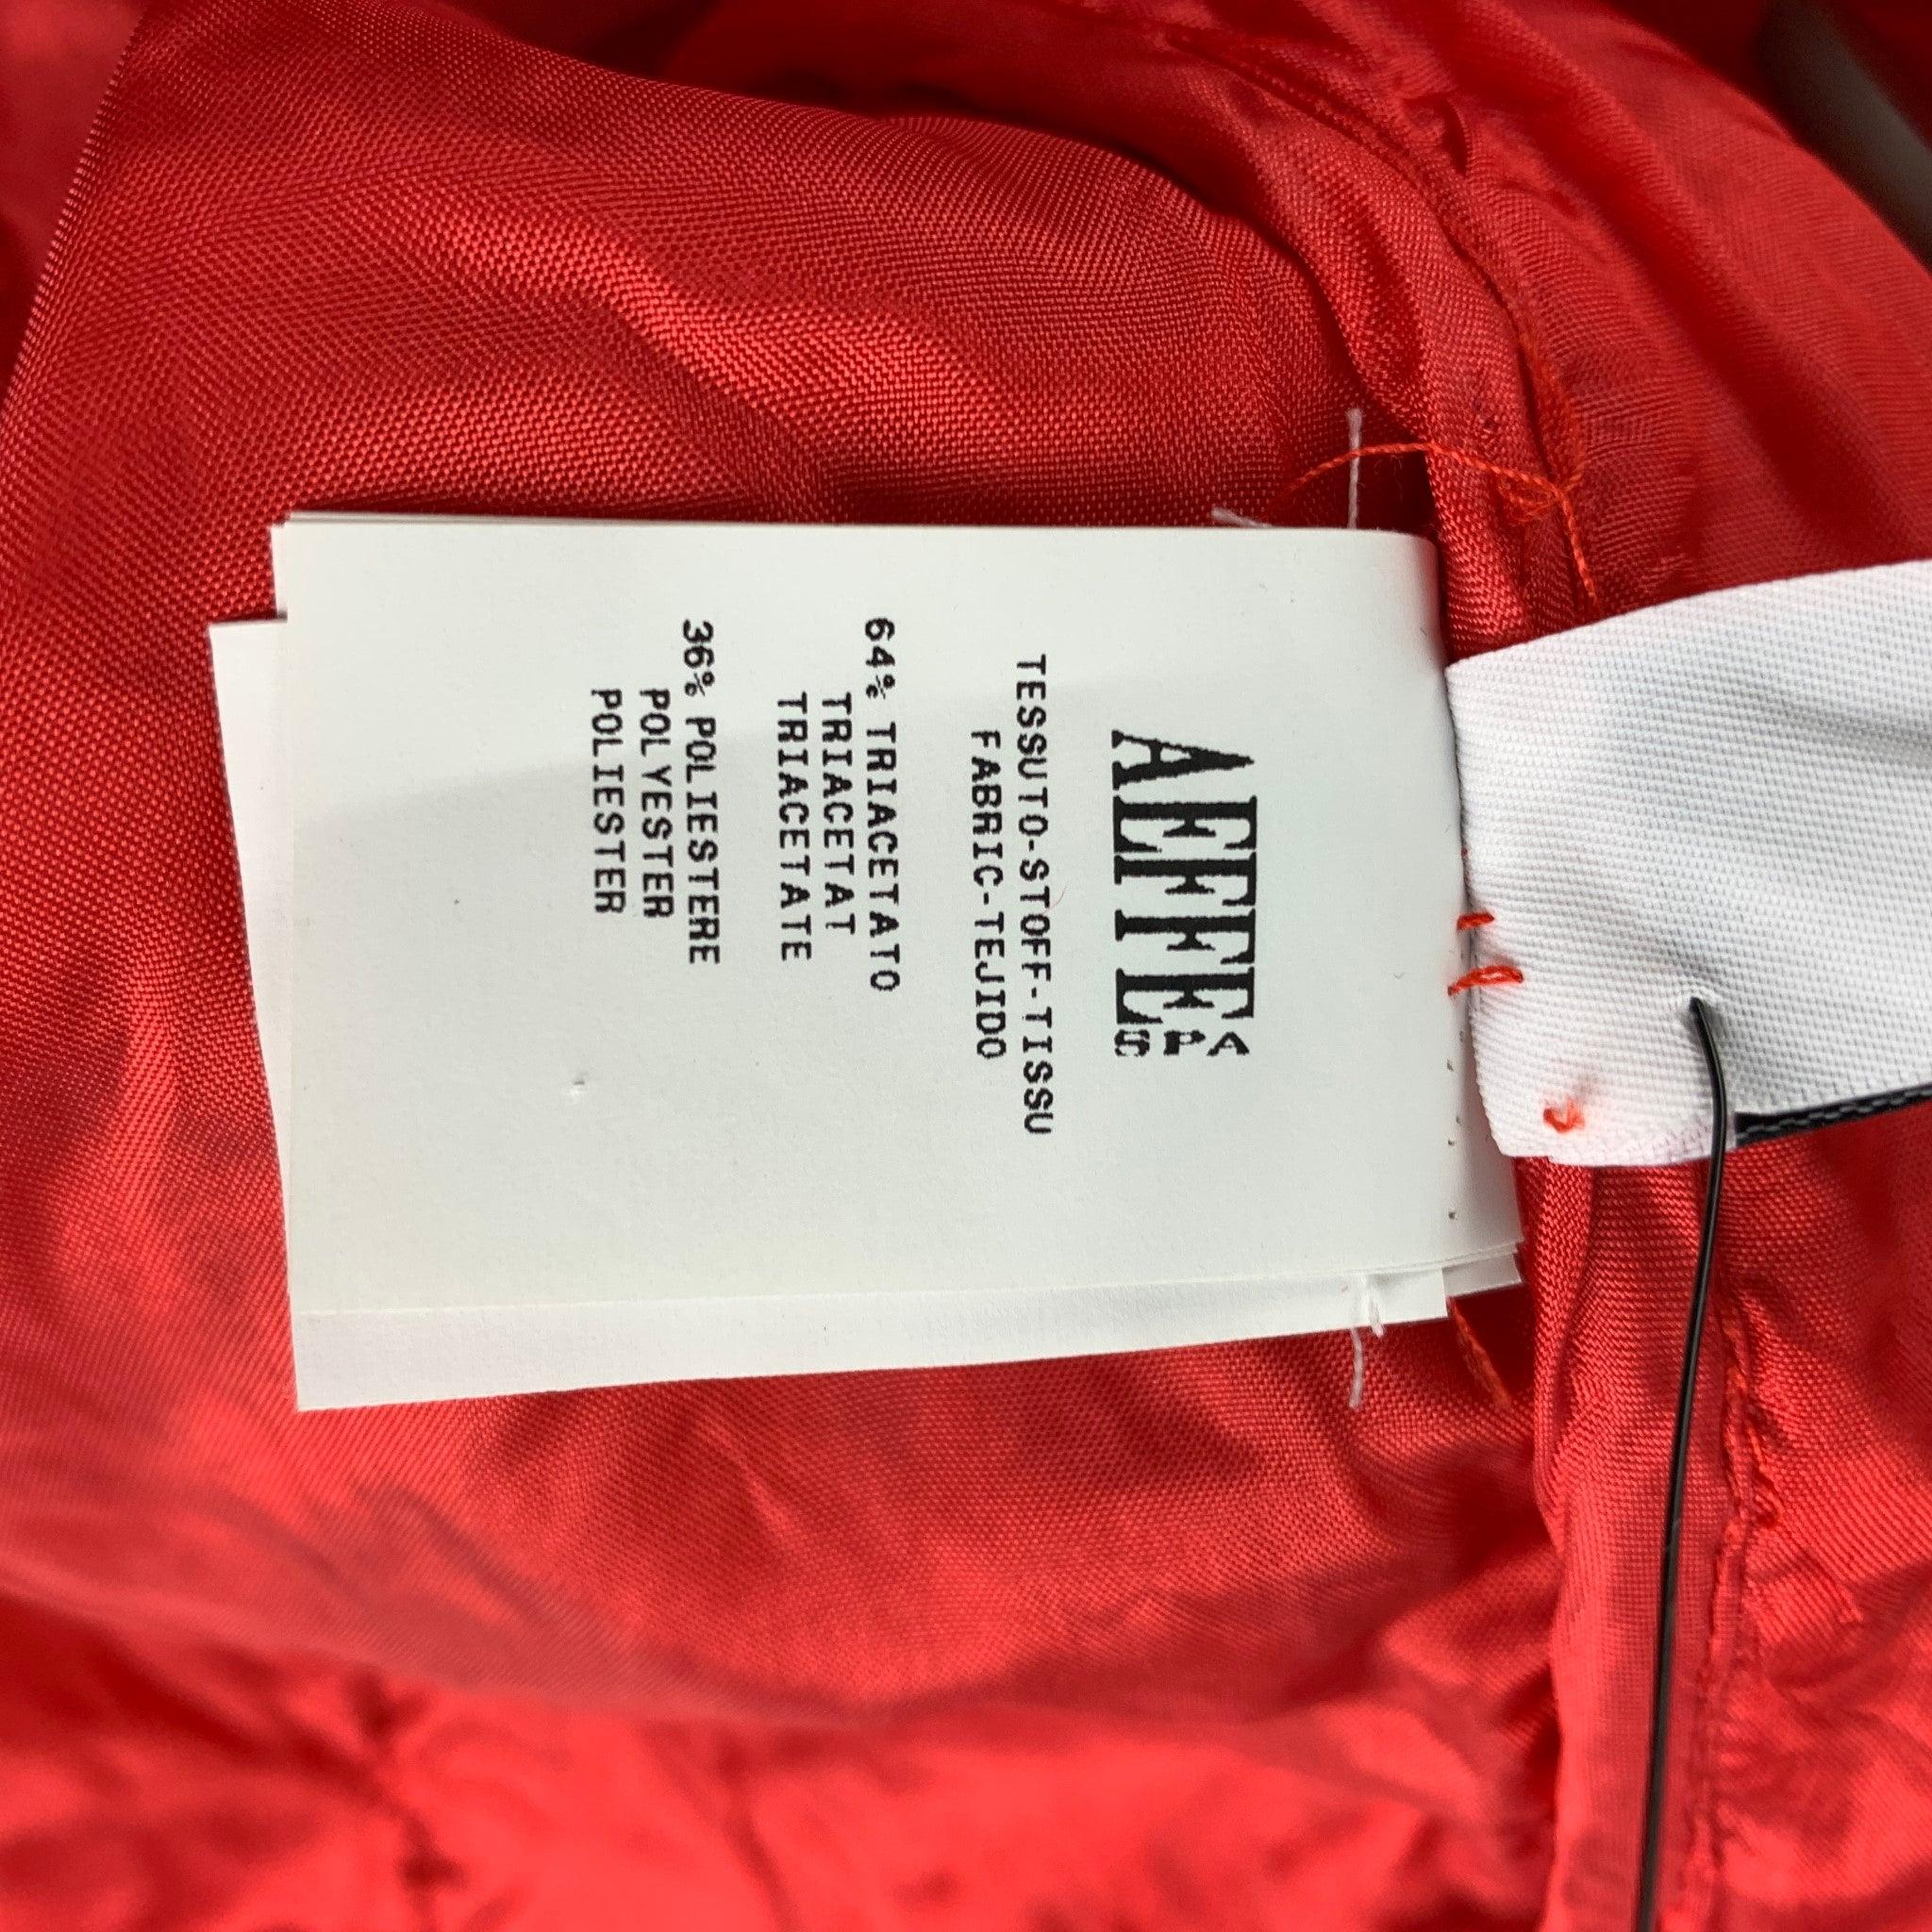 AEFFE SPA
TESSUTO-STOFF-TISSU
FABRIC-TEJIDO
64% TRIACETATO
TRIACETAT
TRIACETATE
36% POLIESTERE
POLYESTER
POLIESTER